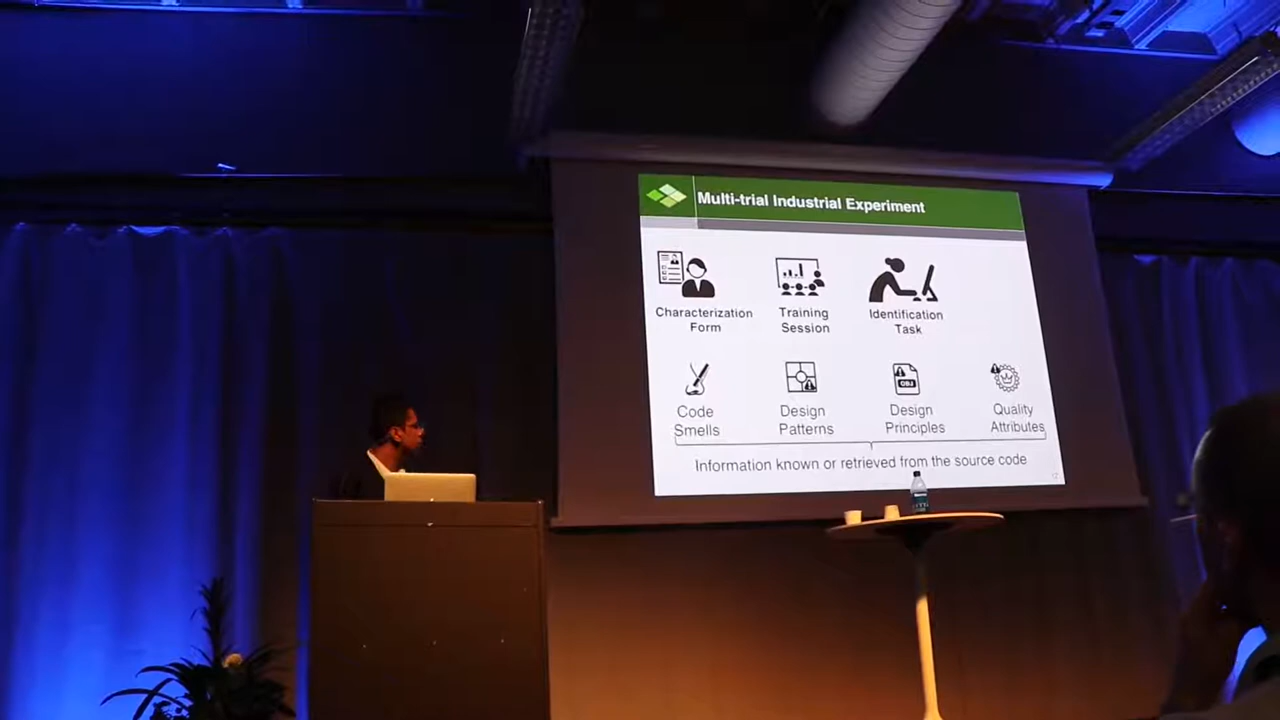 Multi-trial Industrial Experiment
Characterization
Form
Training
Session
Identification
Task
Code
Smells
Design
Patterns
OBJ
Design
Principles
Quality
Attributes
Information known or retrieved from the source code